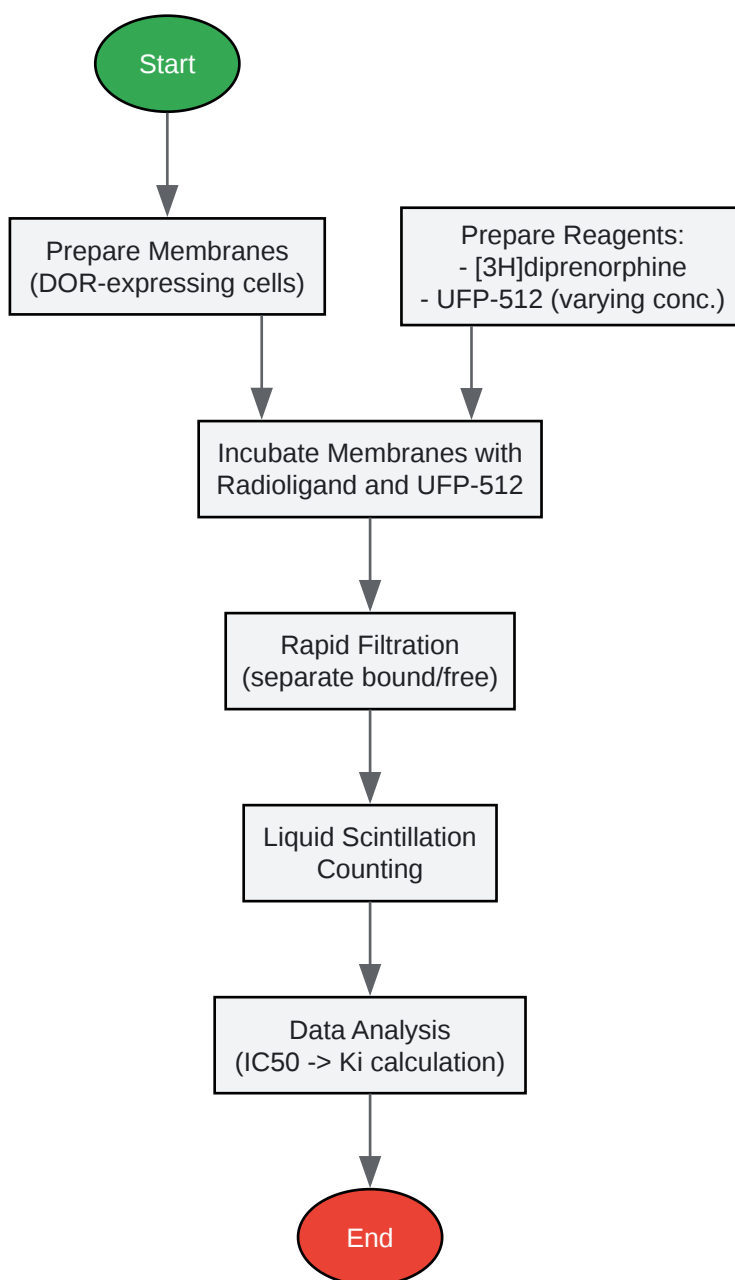 Start
Prepare Membranes
(DOR-expressing cells)
Prepare Reagents:
- [3H]diprenorphine
- UFP-512 (varying conc.)
Incubate Membranes with
Radioligand and UFP-512
Rapid Filtration
(separate bound/free)
Liquid Scintillation
Counting
Data Analysis
(IC50 -> Ki calculation)
End